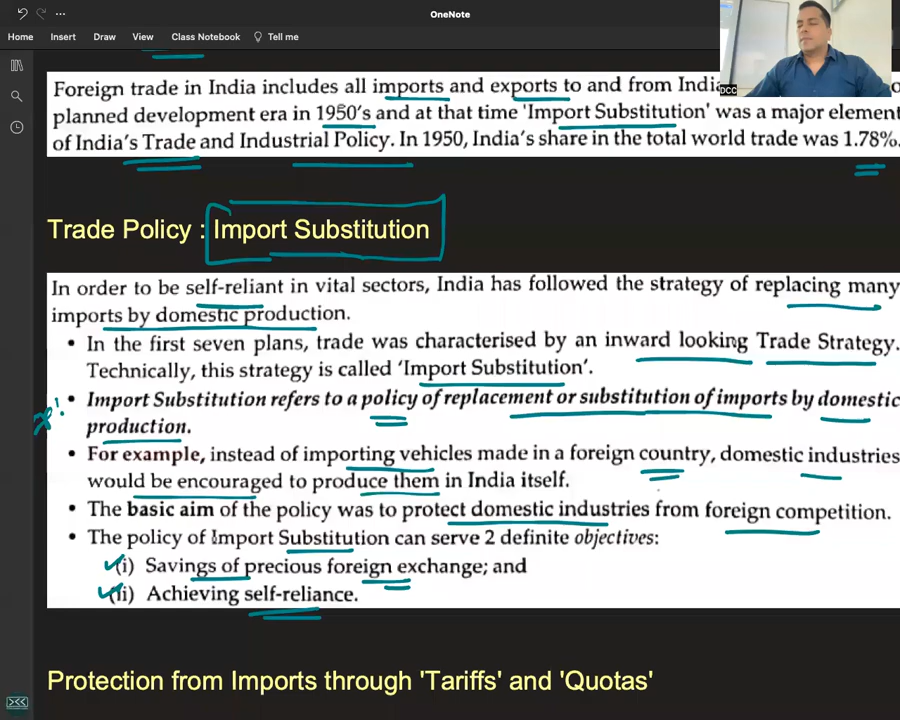 OneNote
Home Insert Draw View Class Notebook Tell me
DCC
Foreign trade in India includes all imports and exports to and from
planned development era in 1950's and at that time 'Import Substitution' was a major element
of India's Trade and Industrial Policy. In 1950, India's share in the total world trade was 1.78%.
Trade Policy : Import Substitution
In order to be self-reliant in vital sectors, India has followed the strategy of replacing many
imports by domestic production.
• In the first seven plans, trade was characterised by an inward looking Trade Strategy.
Technically, this strategy is called 'Import Substitution'.
• Import Substitution refers to a policy of replacement or substitution of imports by domestic
production.
• For example, instead of importing vehicles made in a foreign country, domestic industries
would be encouraged to produce them in India itself.
• The basic aim of the policy was to protect domestic industries from foreign competition.
• The policy of Import Substitution can serve 2 definite objectives:
(i) Savings of precious foreign exchange; and
(ii) Achieving self-reliance.
Protection from Imports through 'Tariffs' and 'Quotas'